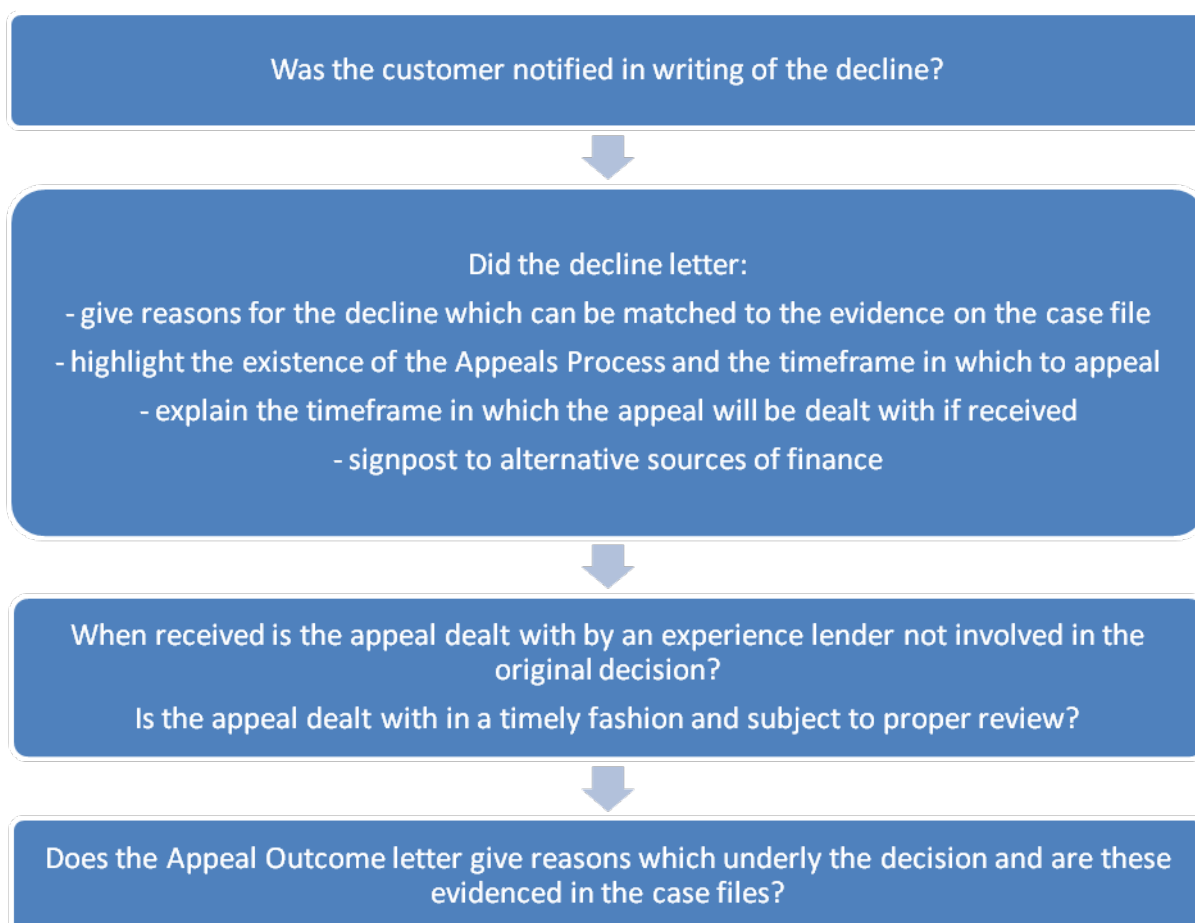 Was the customer notified in writing of the decline?
Did the decline letter:
- give reasons for the decline which can be matched to the evidence on the case file
- highlight the existence of the Appeals Process and the timeframe in which to appeal
- explain the timeframe in which the appeal will be dealt with if received
- signpost to alternative sources of finance
When received is the appeal dealt with by an experience lender not involved in the
original decision?
Is the appeal dealt with in a timely fashion and subject to proper review?
Does the Appeal Outcome letter give reasons which underly the decision and are these
evidenced in the case files?